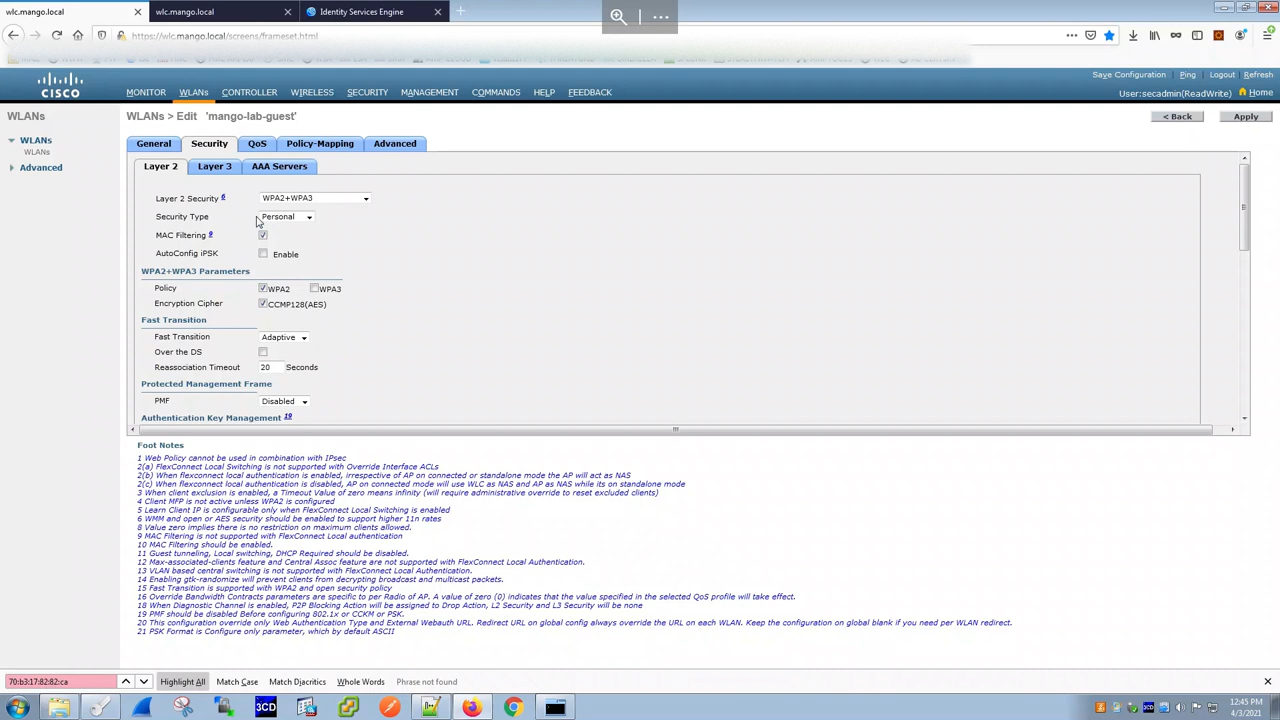 wlc.mango.local
wlc.mango.local
Identity Services Engine
https://wlc.mango.local/screens/frameset.html
Save Configuration Ping Logout Refresh
CISCO
MONITOR WLANs CONTROLLER WIRELESS SECURITY MANAGEMENT COMMANDS HELP FEEDBACK
User:secadmin(ReadWrite) Home
WLANs
WLANs > Edit 'mango-lab-guest'
< Back
Apply
WLANs
WLANs
Advanced
General Security QoS Policy-Mapping Advanced
Layer 2 Layer 3 AAA Servers
Layer 2 Security 6 WPA2+WPA3
Security Type Personal
MAC Filtering 9
AutoConfig iPSK Enable
WPA2+WPA3 Parameters
Policy WPA2 WPA3
Encryption Cipher CCMP128(AES)
Fast Transition
Fast Transition Adaptive
Over the DS
Reassociation Timeout 20 Seconds
Protected Management Frame
PMF Disabled
Authentication Key Management 19
Foot Notes
1 Web Policy cannot be used in combination with IPsec
2(a) FlexConnect Local Switching is not supported with Override Interface ACLs
2(b) When flexconnect local authentication is enabled, irrespective of AP on connected or standalone mode the AP will act as NAS
2(c) When flexconnect local authentication is disabled, AP on connected mode will use WLC as NAS and AP as NAS while its on standalone mode
3 When client exclusion is enabled, a Timeout Value of zero means infinity (will require administrative override to reset excluded clients)
4 Client MFP is not active unless WPA2 is configured
5 Learn Client IP is configurable only when FlexConnect Local Switching is enabled
6 WMM and open or AES security should be enabled to support higher 11n rates
8 Value zero implies there is no restriction on maximum clients allowed.
9 MAC Filtering is not supported with FlexConnect Local authentication
10 MAC Filtering should be enabled.
11 Guest tunneling, Local switching, DHCP Required should be disabled.
12 Max-associated-clients feature and Central Assoc feature are not supported with FlexConnect Local Authentication.
13 VLAN based central switching is not supported with FlexConnect Local Authentication.
14 Enabling gtk-randomize will prevent clients from decrypting broadcast and multicast packets.
15 Fast Transition is supported with WPA2 and open security policy
16 Override Bandwidth Contracts parameters are specific to per Radio of AP. A value of zero (0) indicates that the value specified in the selected QoS profile will take effect.
18 When Diagnostic Channel is enabled, P2P Blocking Action will be assigned to Drop Action, L2 Security and L3 Security will be none
19 PMF should be disabled Before configuring 802.1x or CCKM or PSK.
20 This configuration override only Web Authentication Type and External Webauth URL. Redirect URL on global config always override the URL on each WLAN. Keep the configuration on global blank if you need per WLAN redirect.
21 PSK Format is Configure only parameter, which by default ASCII
70:b3:17:82:82:ca Highlight All Match Case Match Diacritics Whole Words Phrase not found
3CD
12:45 PM
4/3/2021